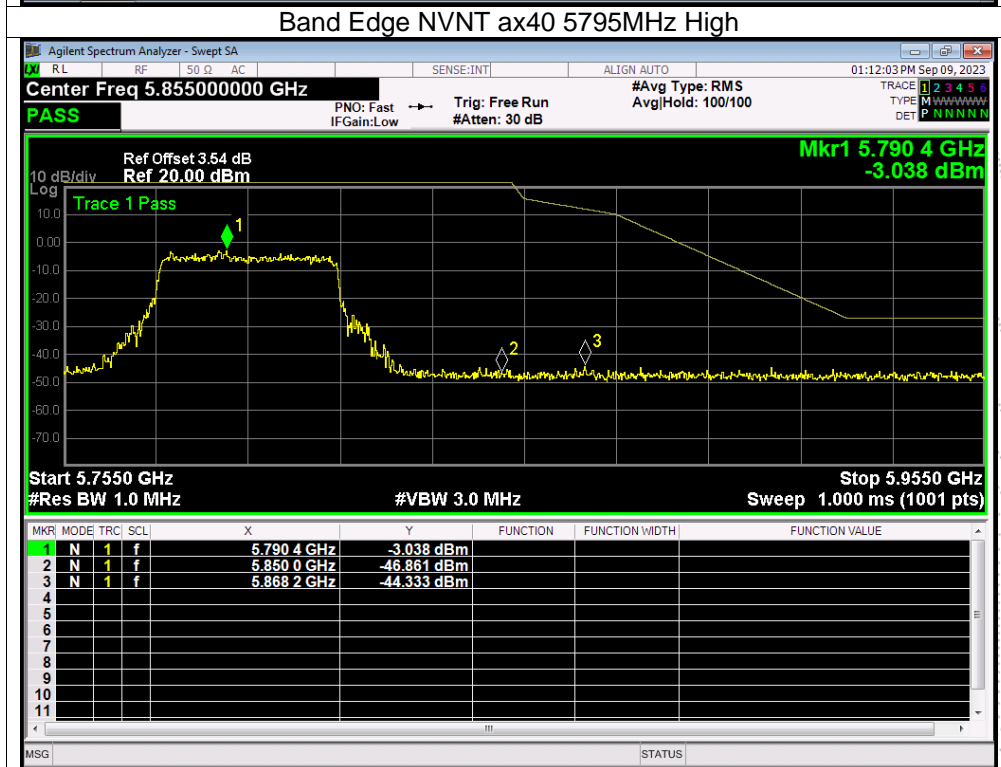 Band Edge NVNT ax40 5795MHz High
Agilent Spectrum Analyzer - Swept SA
LXI RL RF 50 Ω AC SENSE:INT ALIGN AUTO 01:12:03 PM Sep 09, 2023
Center Freq 5.855000000 GHz #Avg Type: RMS TRACE 1 2 3 4 5 6
PNO: Fast Trig: Free Run Avg|Hold: 100/100 TYPE M WWWWW
PASS IFGain:Low #Atten: 30 dB DET P N N N N N
Mkr1 5.790 4 GHz
Ref Offset 3.54 dB
10 dB/div Ref 20.00 dBm -3.038 dBm
Log
Trace 1 Pass
10.0
1
0.00
-10.0
-20.0
-30.0
-40.0
2
3
-50.0
-60.0
-70.0
Start 5.7550 GHz Stop 5.9550 GHz
#Res BW 1.0 MHz #VBW 3.0 MHz Sweep 1.000 ms (1001 pts)
MKR MODE TRC SCL X Y FUNCTION FUNCTION WIDTH FUNCTION VALUE
1 N 1 f 5.790 4 GHz -3.038 dBm
2 N 1 f 5.850 0 GHz -46.861 dBm
3 N 1 f 5.868 2 GHz -44.333 dBm
4
5
6
7
8
9
10
11
MSG STATUS